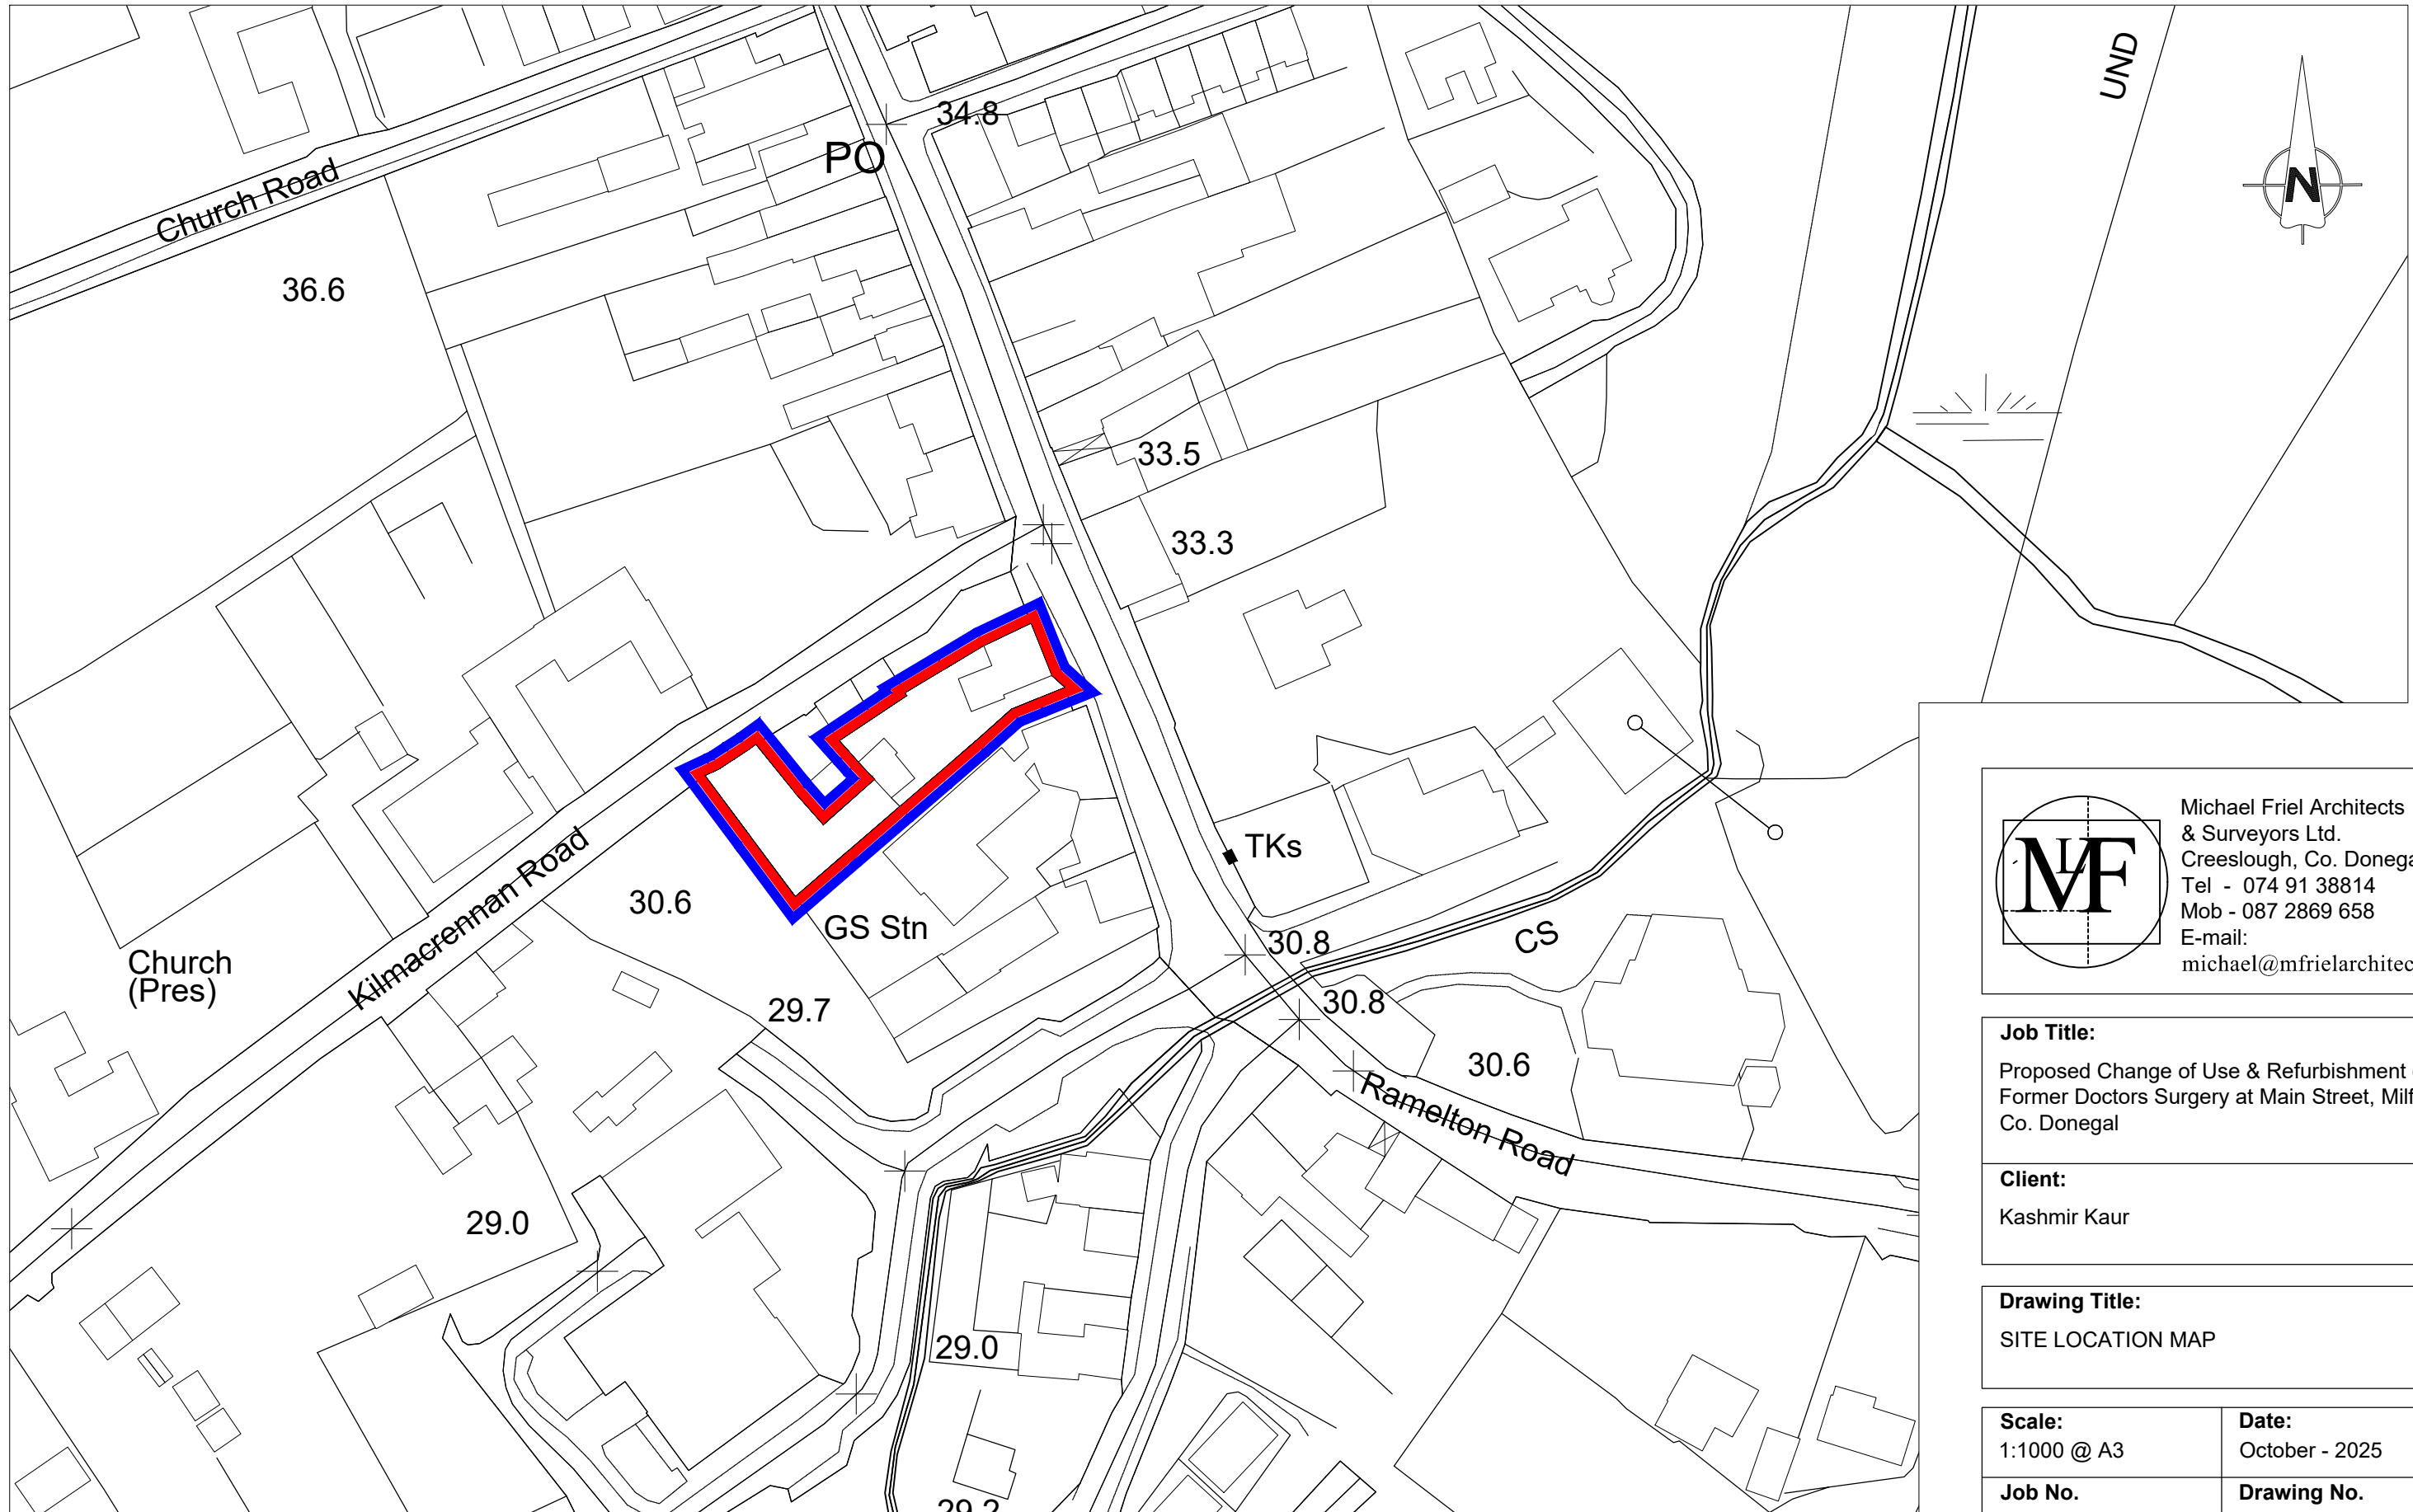 UND
34.8
PO
Church Road
N
36.6
33.5
33.3
TKs
30.6
GS Stn
Kilmacrennan Road
Church
(Pres)
30.8
CS
29.7
30.8
30.6
Ramelton Road
29.0
29.0
29.2
MLF
Michael Friel Architects
& Surveyors Ltd.
Creeslough, Co. Donega
Tel - 074 91 38814
Mob - 087 2869 658
E-mail:
michael@mfrielarchitec
Job Title:
Proposed Change of Use & Refurbishment
Former Doctors Surgery at Main Street, Milf
Co. Donegal
Client:
Kashmir Kaur
Drawing Title:
SITE LOCATION MAP
Scale:
1:1000 @ A3
Date:
October - 2025
Job No.
Drawing No.